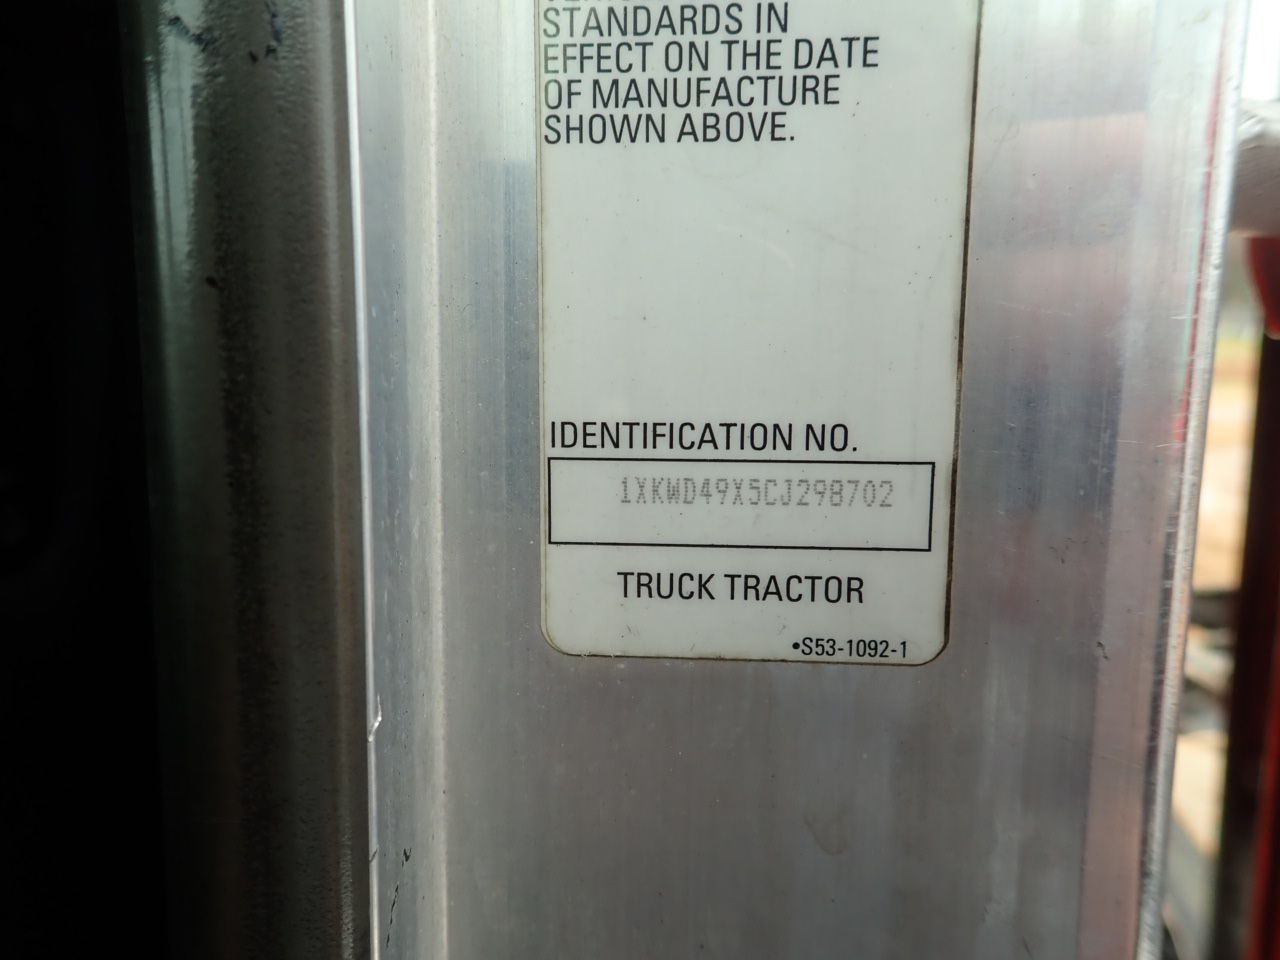 STANDARDS IN
EFFECT ON THE DATE
OF MANUFACTURE
SHOWN ABOVE.
IDENTIFICATION NO.
1XKWD49X5CJ298702
TRUCK TRACTOR
•S53-1092-1